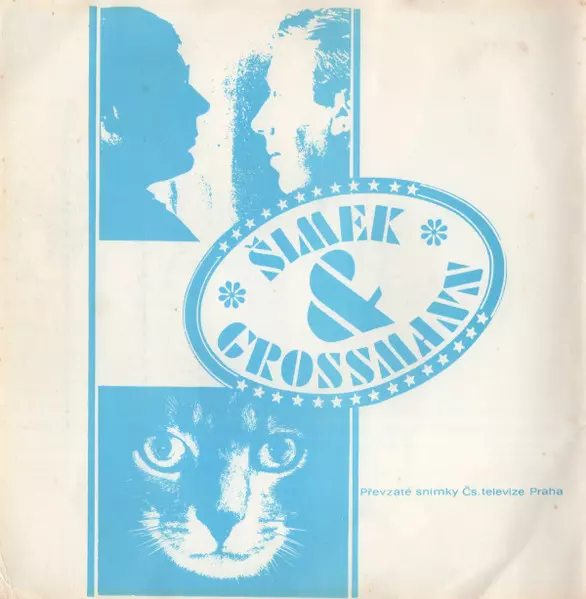 ŠIMEK
&
GROSSMANN
Převzaté snímky Čs. televize Praha